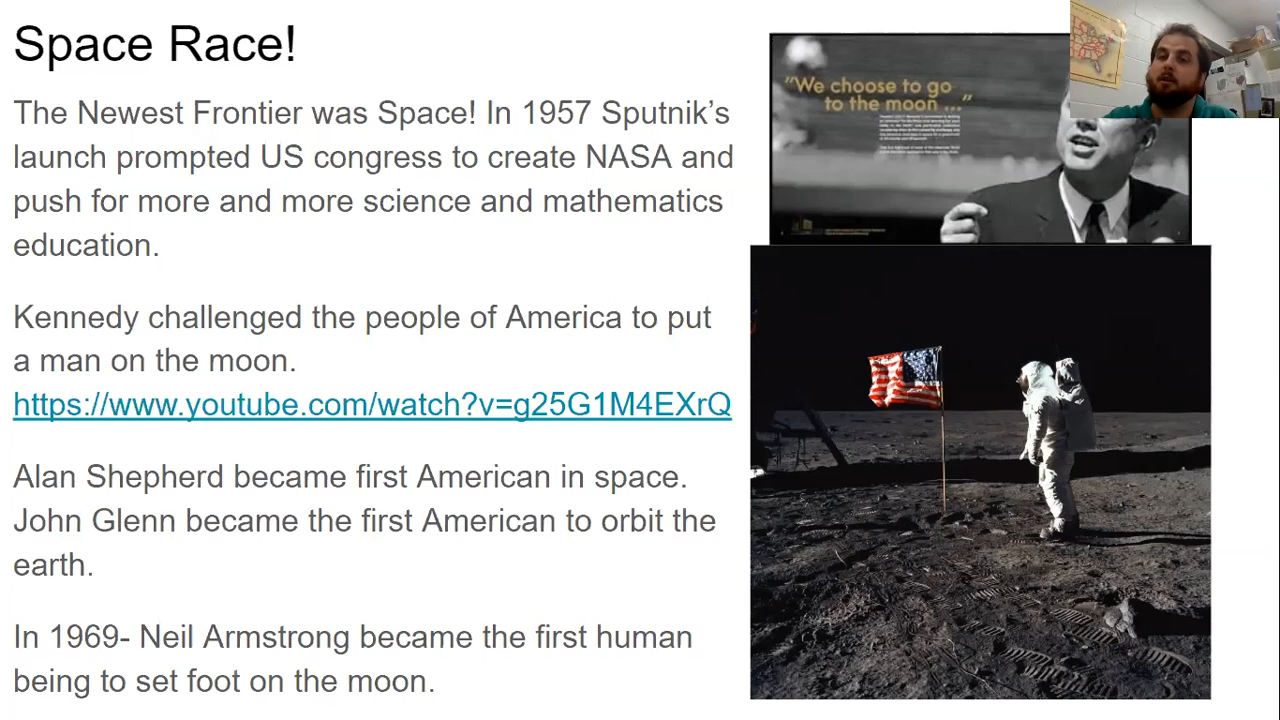 Space Race!
The Newest Frontier was Space! In 1957 Sputnik’s
launch prompted US congress to create NASA and
push for more and more science and mathematics
education.
Kennedy challenged the people of America to put
a man on the moon.
https://www.youtube.com/watch?v=g25G1M4EXrQ
Alan Shepherd became first American in space.
John Glenn became the first American to orbit the
earth.
In 1969- Neil Armstrong became the first human
being to set foot on the moon.
“We choose to go
to the moon ...”